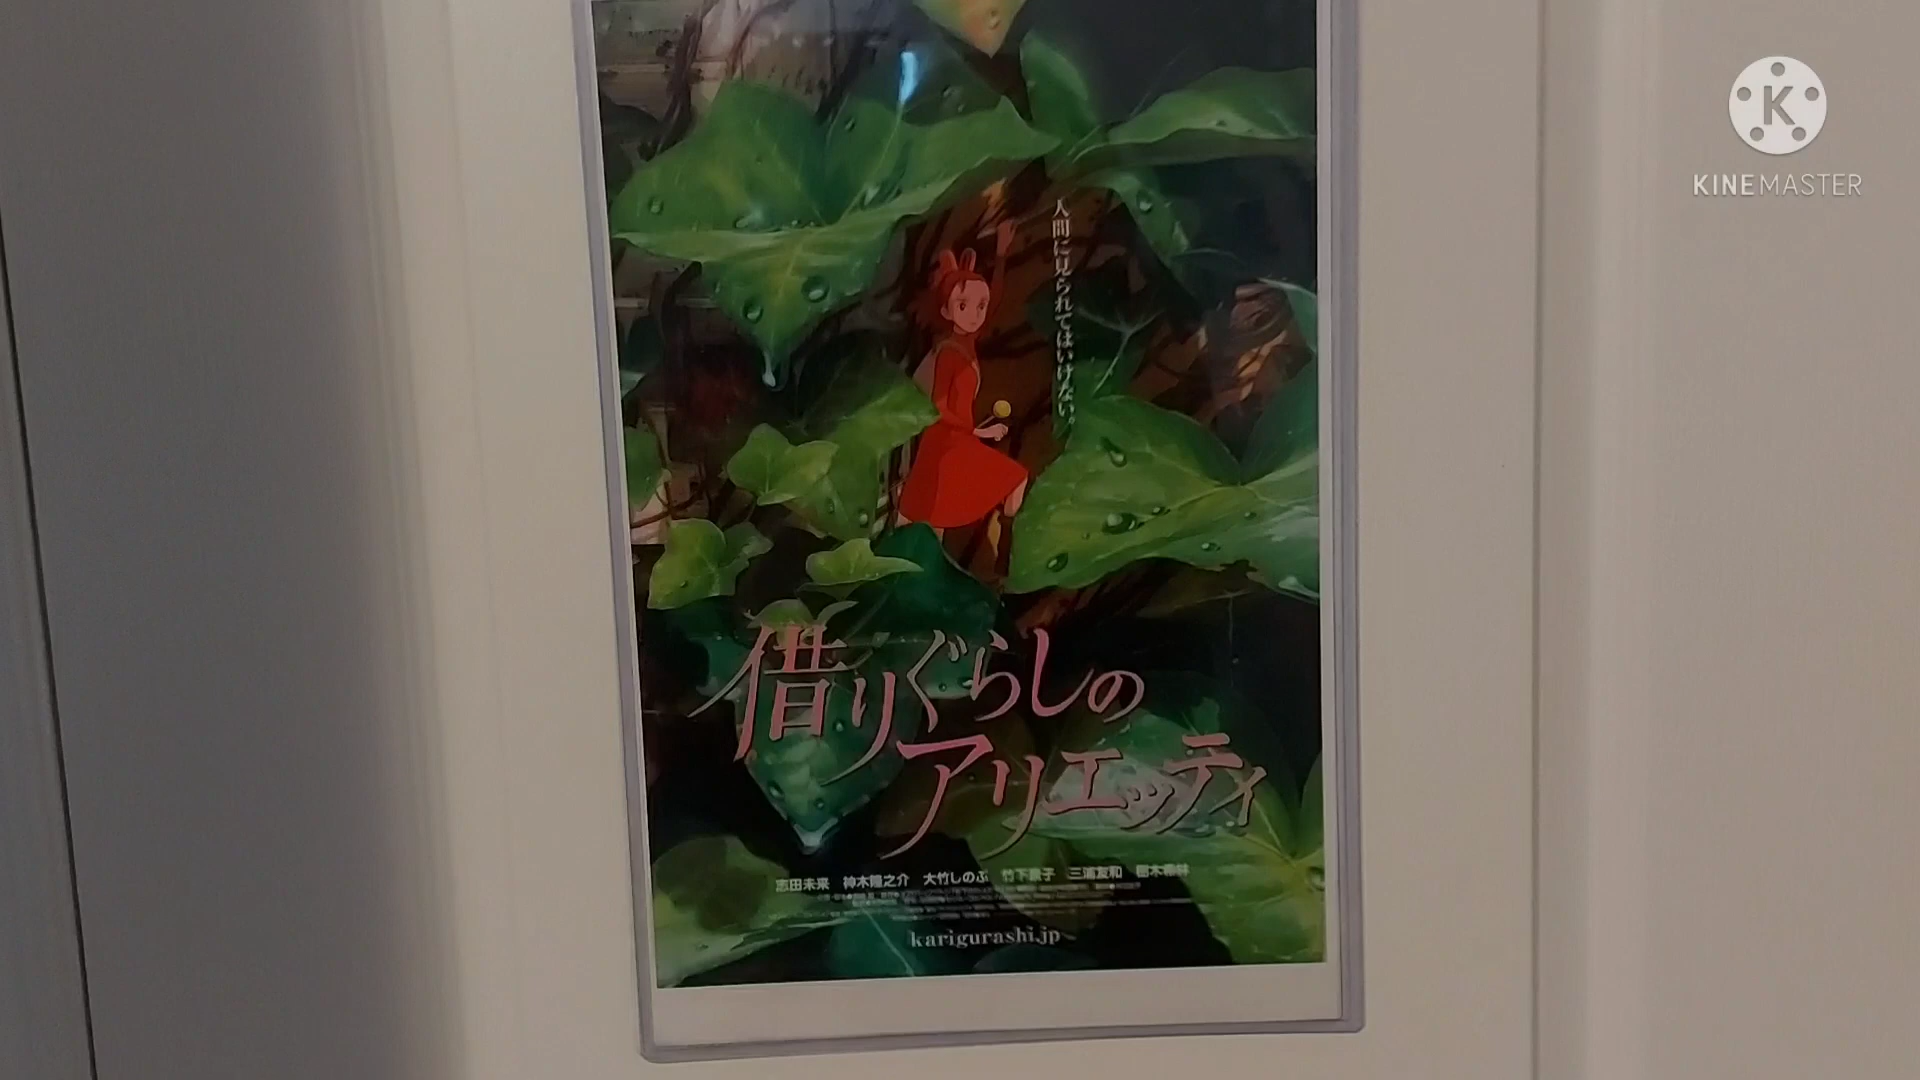 KINEMASTER
人間に見られてはいけない。
借りぐらしの
アリエッティ
志田未来 神木隆之介 大竹しのぶ 竹下景子 三浦友和 樹木希林
karigurashi.jp